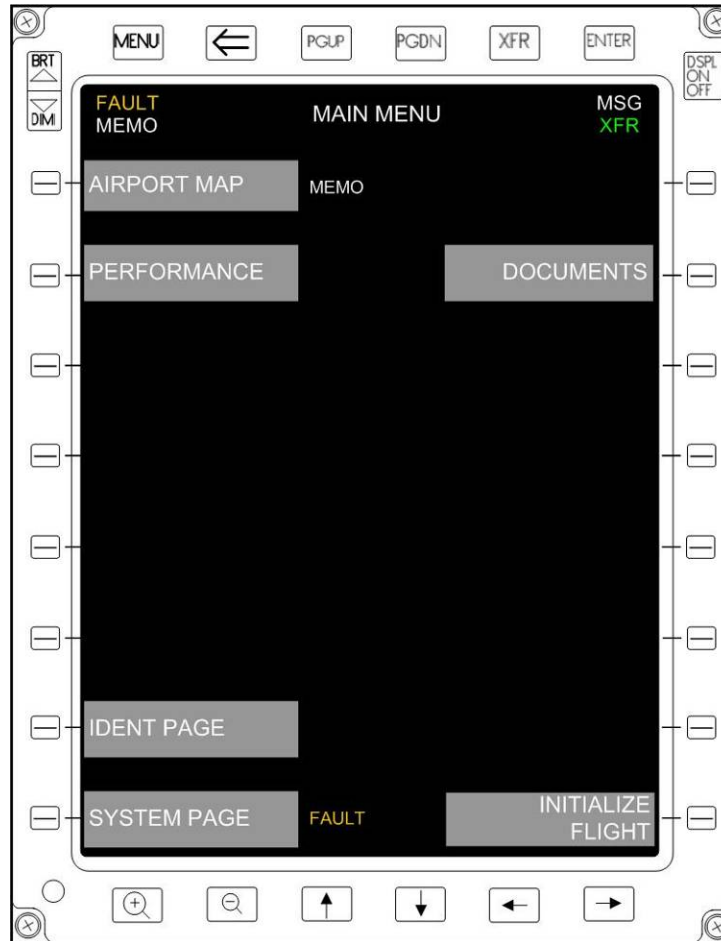 MENU PGUP PGDN XFR ENTER
BRT
DIM
DSPL
ON
OFF
FAULT MAIN MENU MSG
MEMO XFR
AIRPORT MAP MEMO
PERFORMANCE DOCUMENTS
IDENT PAGE
SYSTEM PAGE FAULT INITIALIZE
FLIGHT